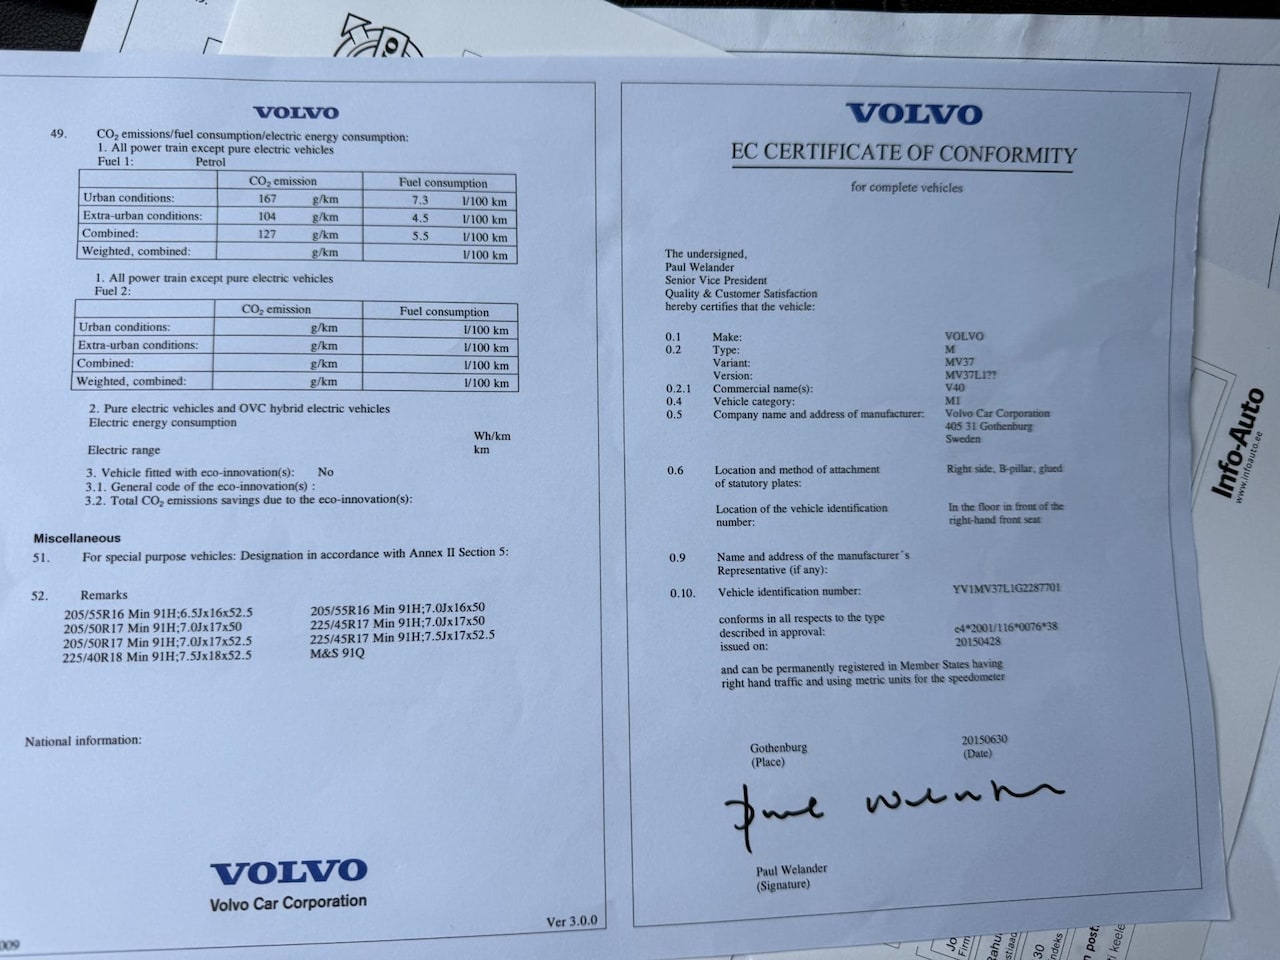 VOLVO
49. CO2 emissions/fuel consumption/electric energy consumption:
1. All power train except pure electric vehicles
Fuel 1: Petrol
CO2 emission Fuel consumption
Urban conditions: 167 g/km 7.3 l/100 km
Extra-urban conditions: 104 g/km 4.5 l/100 km
Combined: 127 g/km 5.5 l/100 km
Weighted, combined: g/km l/100 km
1. All power train except pure electric vehicles
Fuel 2:
CO2 emission Fuel consumption
Urban conditions: g/km l/100 km
Extra-urban conditions: g/km l/100 km
Combined: g/km l/100 km
Weighted, combined: g/km l/100 km
2. Pure electric vehicles and OVC hybrid electric vehicles
Electric energy consumption
Wh/km
Electric range km
3. Vehicle fitted with eco-innovation(s): No
3.1. General code of the eco-innovation(s) :
3.2. Total CO2 emissions savings due to the eco-innovation(s):
Miscellaneous
51. For special purpose vehicles: Designation in accordance with Annex II Section 5:
52. Remarks
205/55R16 Min 91H;6.5Jx16x52.5 205/55R16 Min 91H;7.0Jx16x50
205/50R17 Min 91H;7.0Jx17x50 225/45R17 Min 91H;7.0Jx17x50
205/50R17 Min 91H;7.0Jx17x52.5 225/45R17 Min 91H;7.5Jx17x52.5
225/40R18 Min 91H;7.5Jx18x52.5 M&S 91Q
National information:
VOLVO
Volvo Car Corporation
Ver 3.0.0
009
VOLVO
EC CERTIFICATE OF CONFORMITY
for complete vehicles
The undersigned,
Paul Welander
Senior Vice President
Quality & Customer Satisfaction
hereby certifies that the vehicle:
0.1 Make: VOLVO
0.2 Type: M
Variant: MV37
Version: MV37L1??
0.2.1 Commercial name(s): V40
0.4 Vehicle category: M1
0.5 Company name and address of manufacturer: Volvo Car Corporation
405 31 Gothenburg
Sweden
0.6 Location and method of attachment Right side, B-pillar, glued
of statutory plates:
Location of the vehicle identification In the floor in front of the
number: right-hand front seat
0.9 Name and address of the manufacturer´s
Representative (if any):
0.10. Vehicle identification number: YV1MV37L1G2287701
conforms in all respects to the type
described in approval: e4*2001/116*0076*38
issued on: 20150428
and can be permanently registered in Member States having
right hand traffic and using metric units for the speedometer
Gothenburg 20150630
(Place) (Date)
Paul Welander
Paul Welander
(Signature)
Info-Auto
www.infoauto.ee